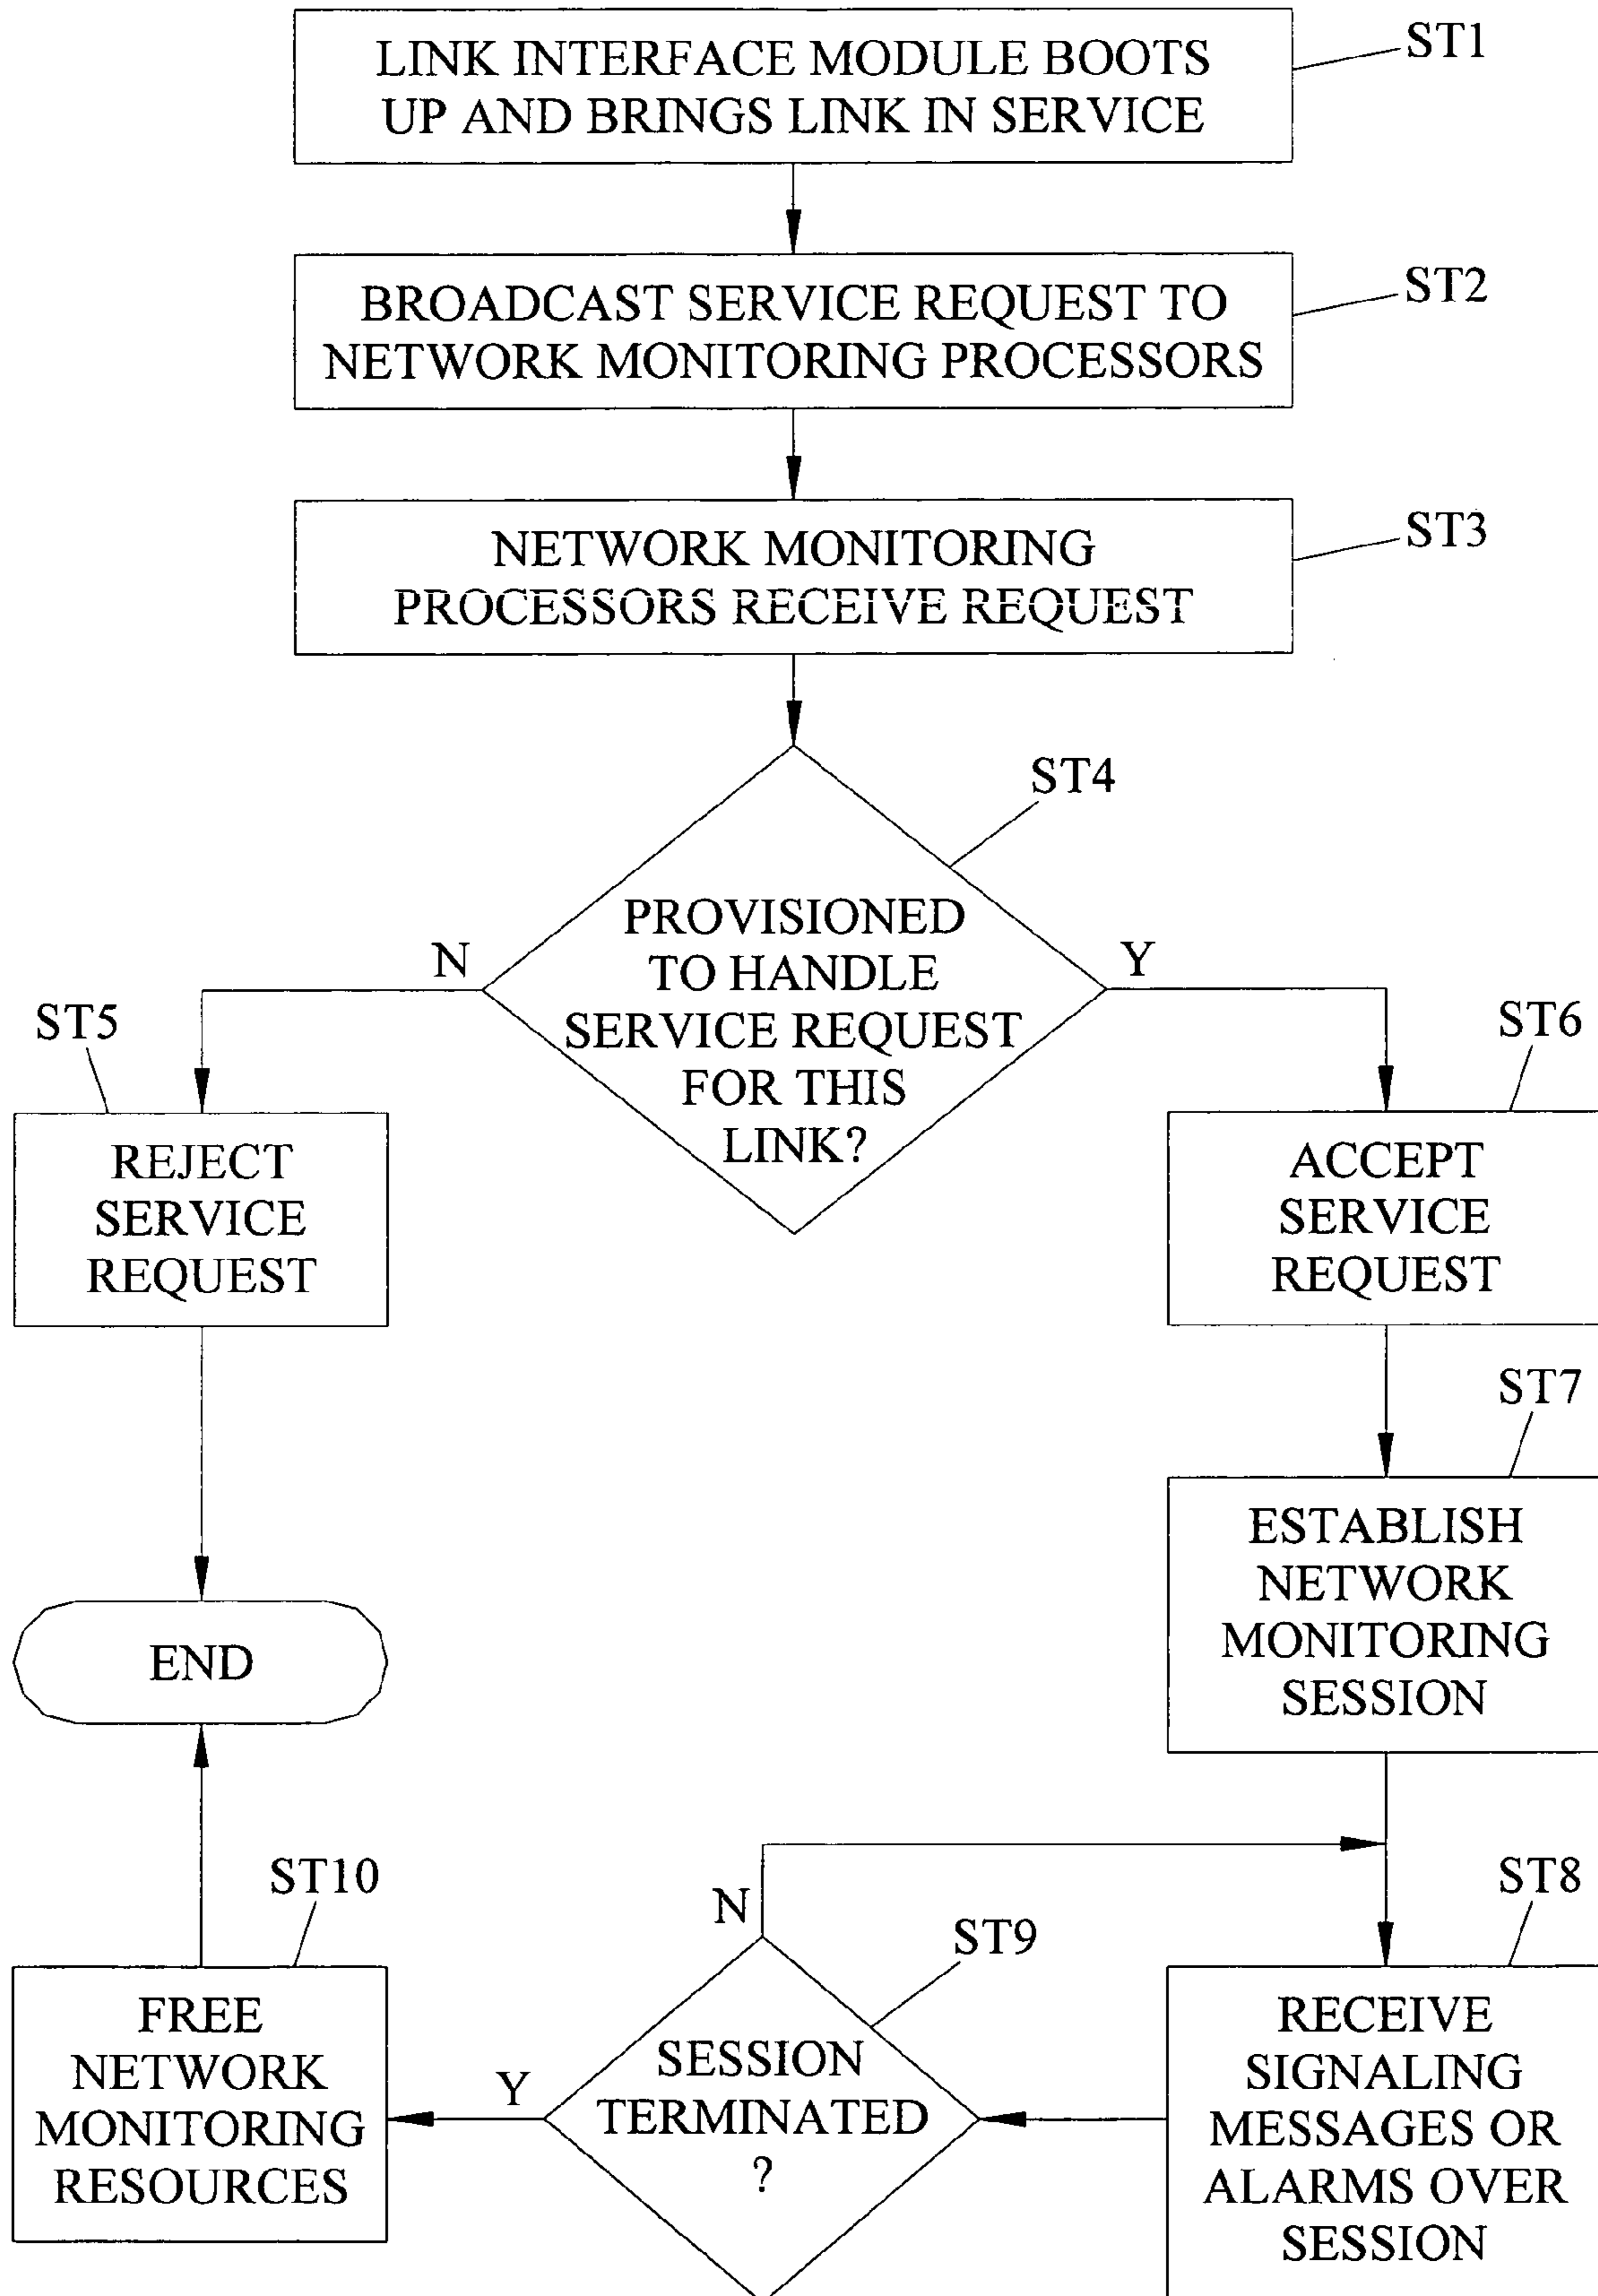 LINK INTERFACE MODULE BOOTS
UP AND BRINGS LINK IN SERVICE
ST1
BROADCAST SERVICE REQUEST TO
NETWORK MONITORING PROCESSORS
ST2
NETWORK MONITORING
PROCESSORS RECEIVE REQUEST
ST3
ST4
PROVISIONED
TO HANDLE
SERVICE REQUEST
FOR THIS
LINK?
N
Y
ST5
REJECT
SERVICE
REQUEST
ST6
ACCEPT
SERVICE
REQUEST
ST7
ESTABLISH
NETWORK
MONITORING
SESSION
END
ST8
RECEIVE
SIGNALING
MESSAGES OR
ALARMS OVER
SESSION
N
ST9
SESSION
TERMINATED
?
Y
ST10
FREE
NETWORK
MONITORING
RESOURCES